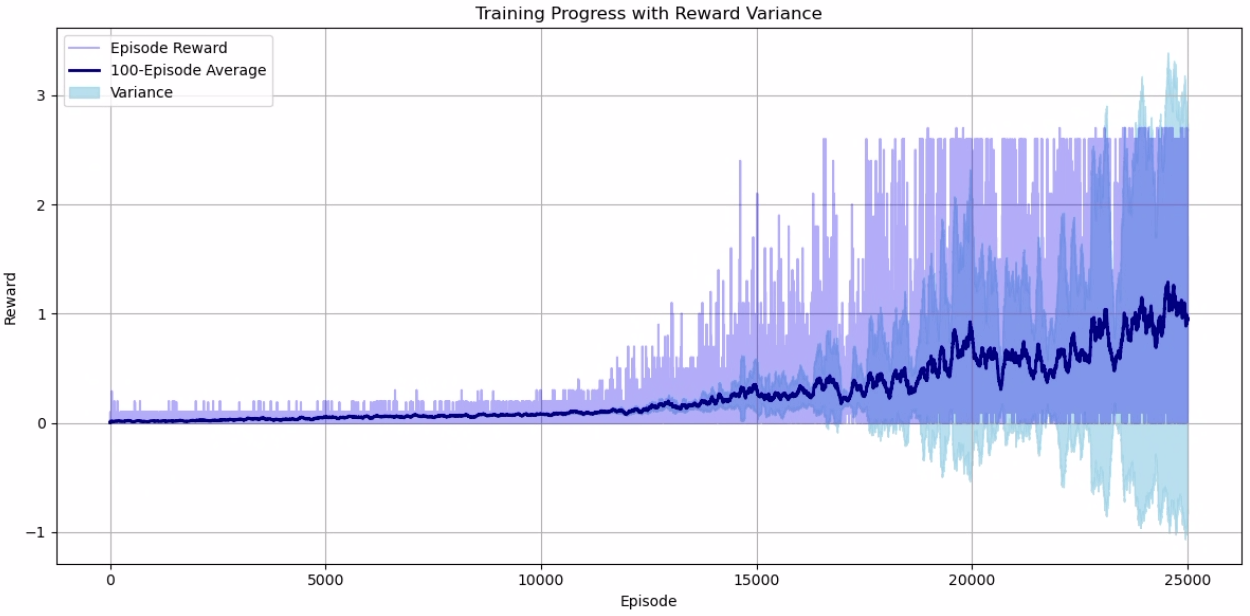 Training Progress with Reward Variance
Episode Reward
100-Episode Average
Variance
Reward
3
2
1
0
−1
0 5000 10000 15000 20000 25000
Episode